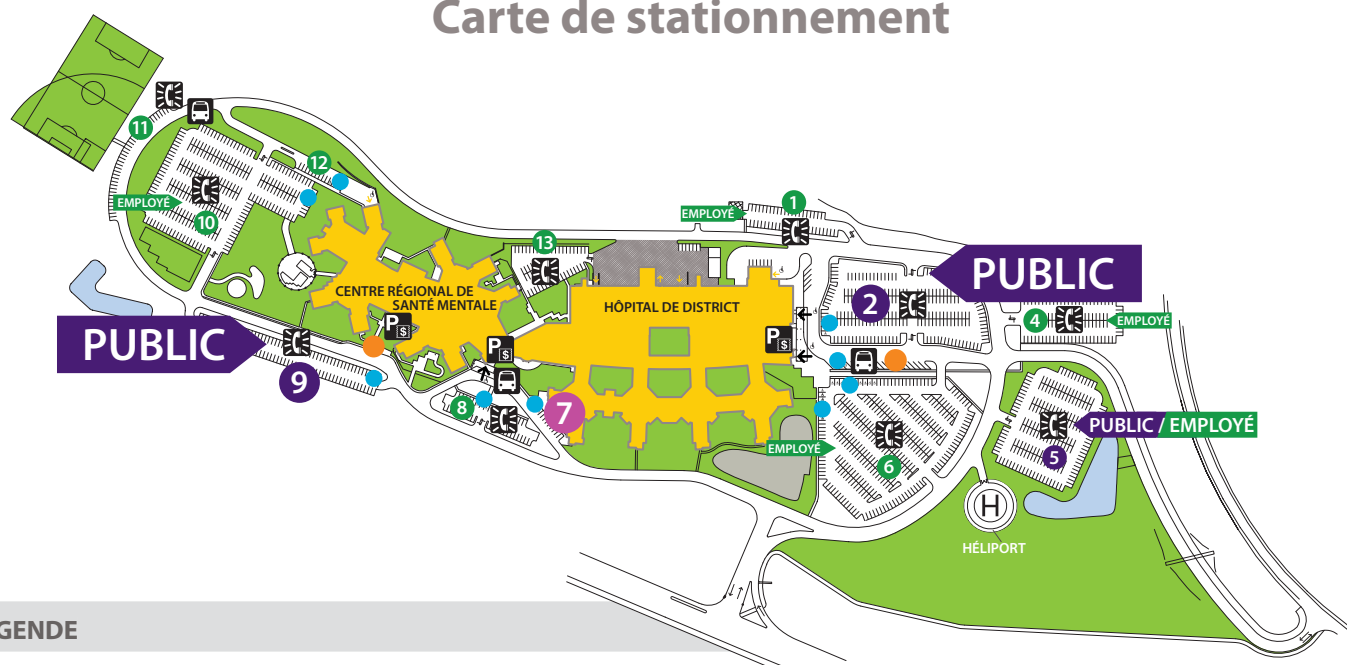 Carte de stationnement
11
12
EMPLOYÉ
10
1
EMPLOYÉ
13
CENTRE RÉGIONAL DE
SANTÉ MENTALE
HÔPITAL DE DISTRICT
PUBLIC
2
4
EMPLOYÉ
PUBLIC
9
P
$
P
$
P
$
8
7
EMPLOYÉ
6
PUBLIC / EMPLOYÉ
5
H
HÉLIPORT
GENDE